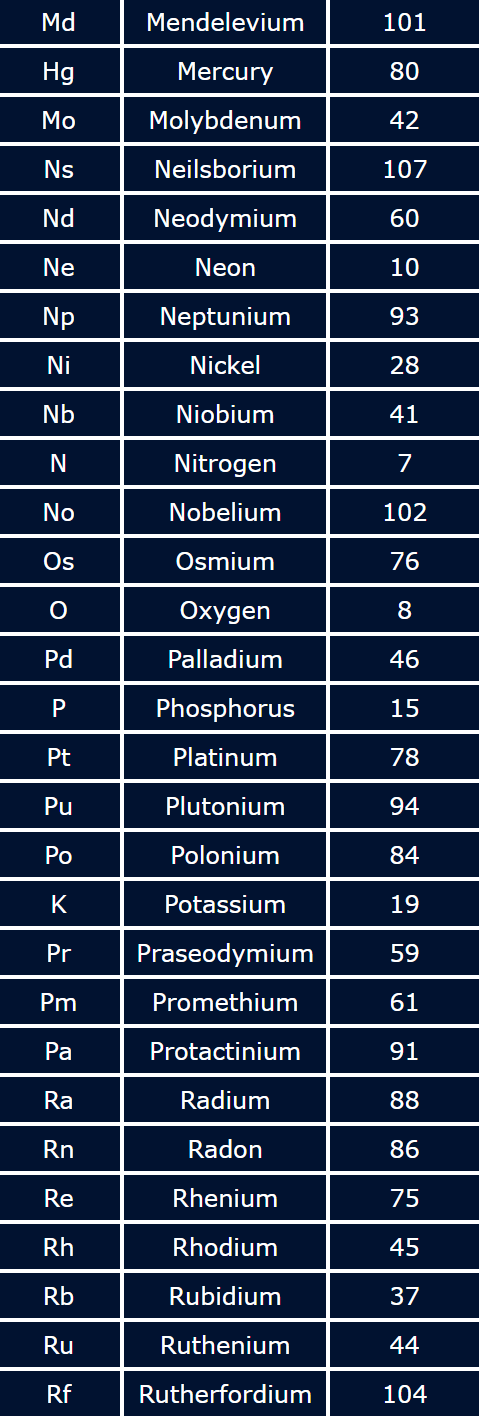 Md Mendelevium 101
Hg Mercury 80
Mo Molybdenum 42
Ns Neilsborium 107
Nd Neodymium 60
Ne Neon 10
Np Neptunium 93
Ni Nickel 28
Nb Niobium 41
N Nitrogen 7
No Nobelium 102
Os Osmium 76
O Oxygen 8
Pd Palladium 46
P Phosphorus 15
Pt Platinum 78
Pu Plutonium 94
Po Polonium 84
K Potassium 19
Pr Praseodymium 59
Pm Promethium 61
Pa Protactinium 91
Ra Radium 88
Rn Radon 86
Re Rhenium 75
Rh Rhodium 45
Rb Rubidium 37
Ru Ruthenium 44
Rf Rutherfordium 104